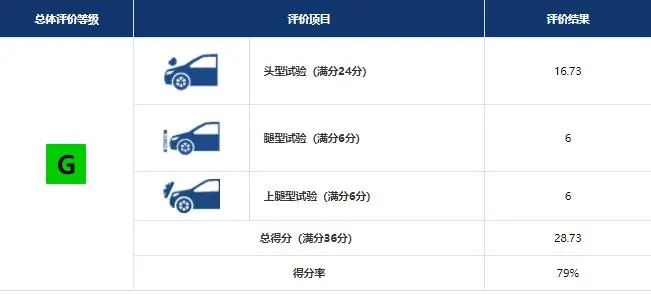 总体评价等级 评价项目 评价结果
头型试验（满分24分) 16.73
G 腿型试验（满分6分) 6
上腿型试验（满分6分) 6
总得分（满分36分） 28.73
得分率 79%